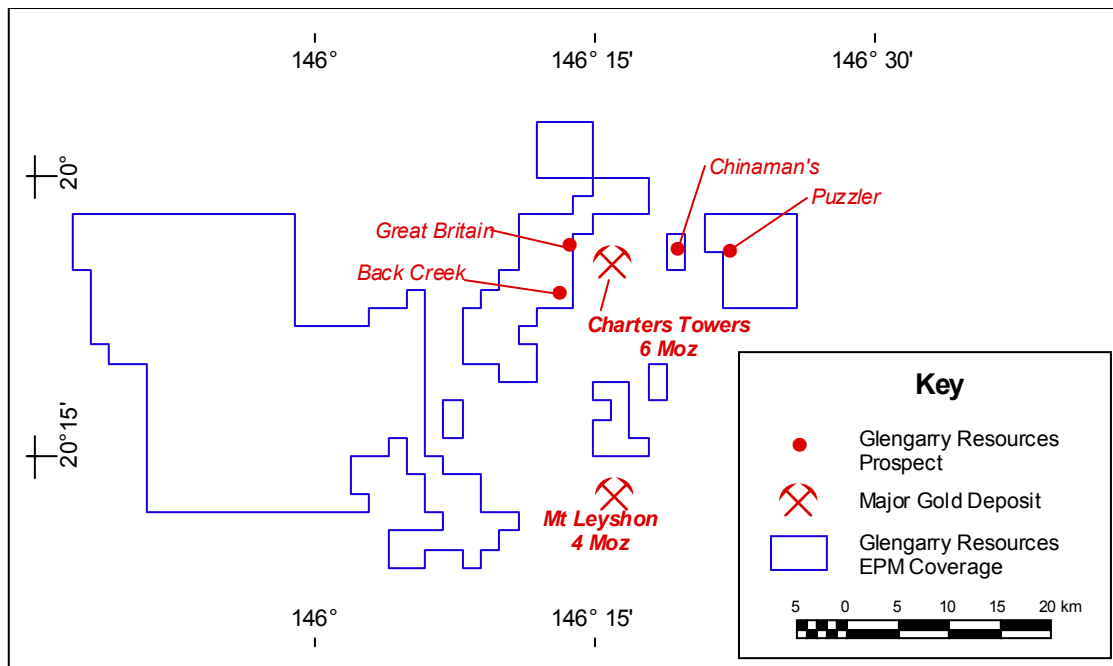 146°
146° 15'
146° 30'
20°
Chinaman's
Puzzler
Great Britain
Back Creek
Charters Towers
6 Moz
20°15'
Mt Leyshon
4 Moz
146°
146° 15'
Key
Glengarry Resources
Prospect
Major Gold Deposit
Glengarry Resources
EPM Coverage
5 0 5 10 15 20 km